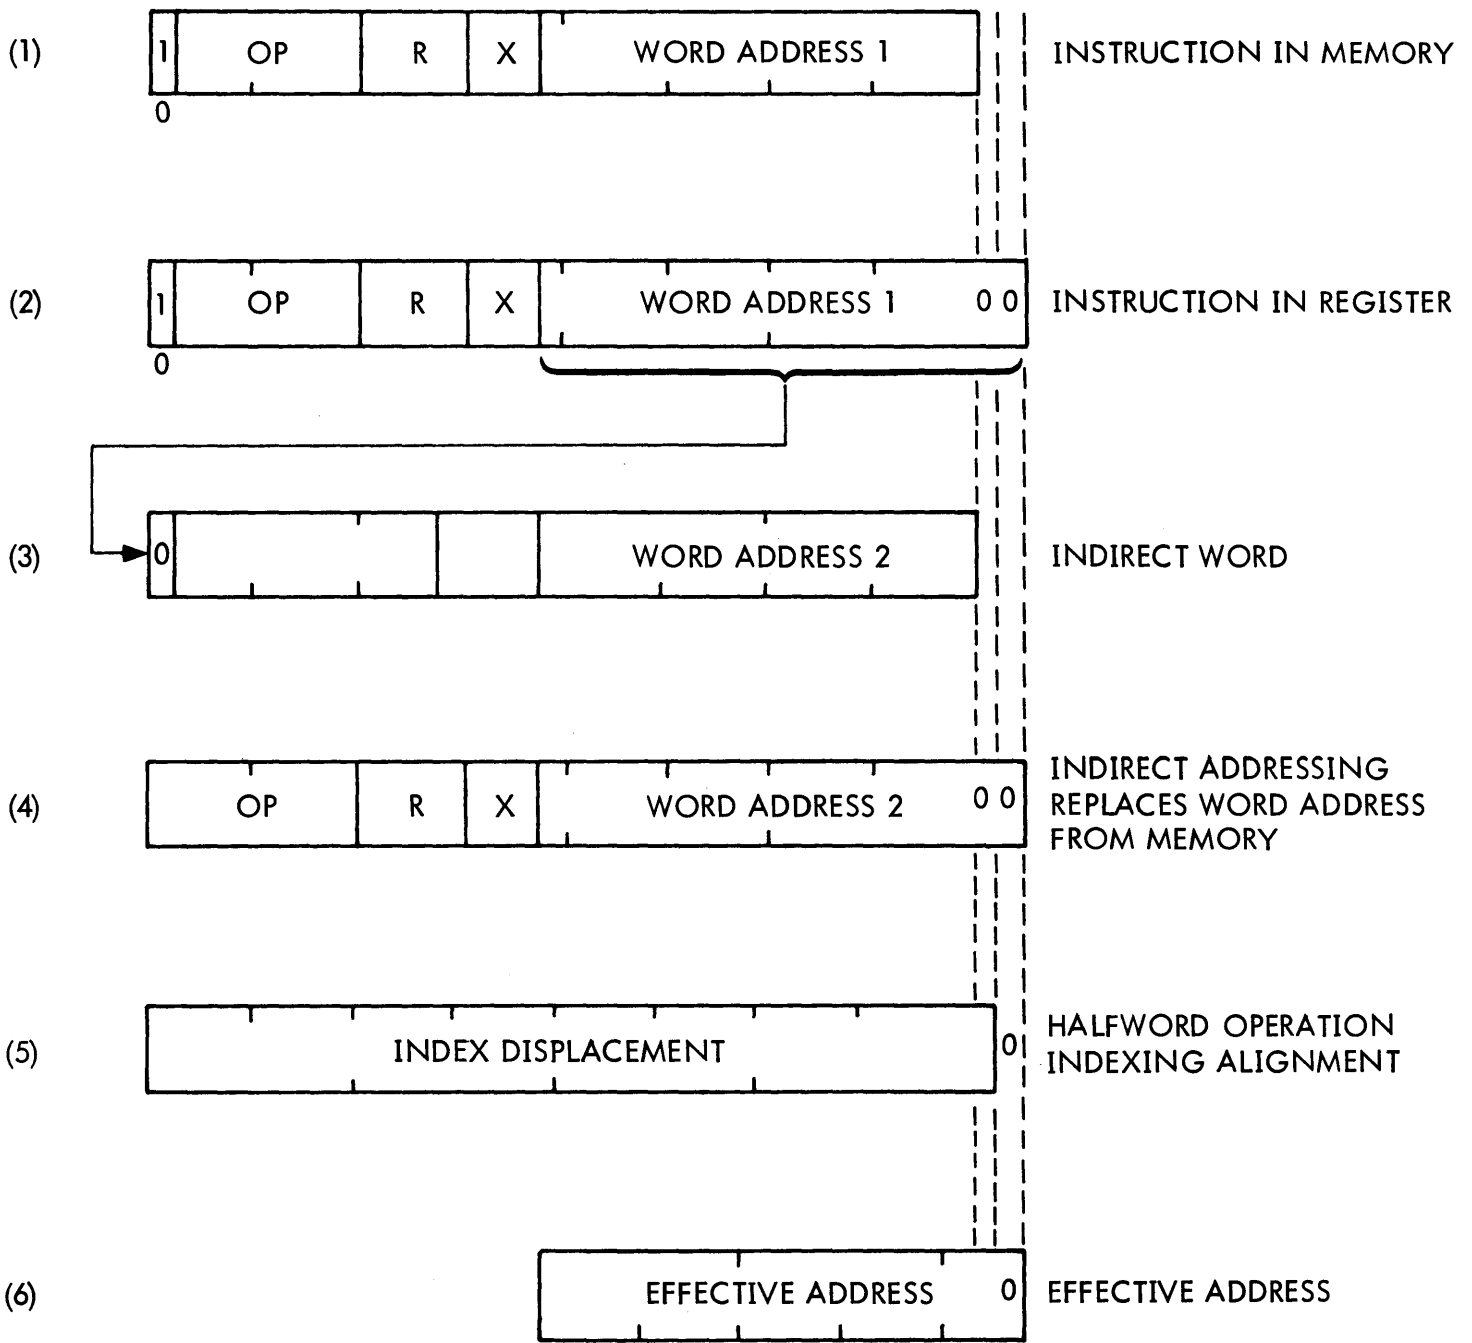 (1) 1 OP R X WORD ADDRESS 1 INSTRUCTION IN MEMORY
0
(2) 1 OP R X WORD ADDRESS 1 0 0 INSTRUCTION IN REGISTER
0
(3) 0 WORD ADDRESS 2 INDIRECT WORD
(4) OP R X WORD ADDRESS 2 0 0 INDIRECT ADDRESSING
REPLACES WORD ADDRESS
FROM MEMORY
(5) INDEX DISPLACEMENT 0 HALFWORD OPERATION
INDEXING ALIGNMENT
(6) EFFECTIVE ADDRESS 0 EFFECTIVE ADDRESS